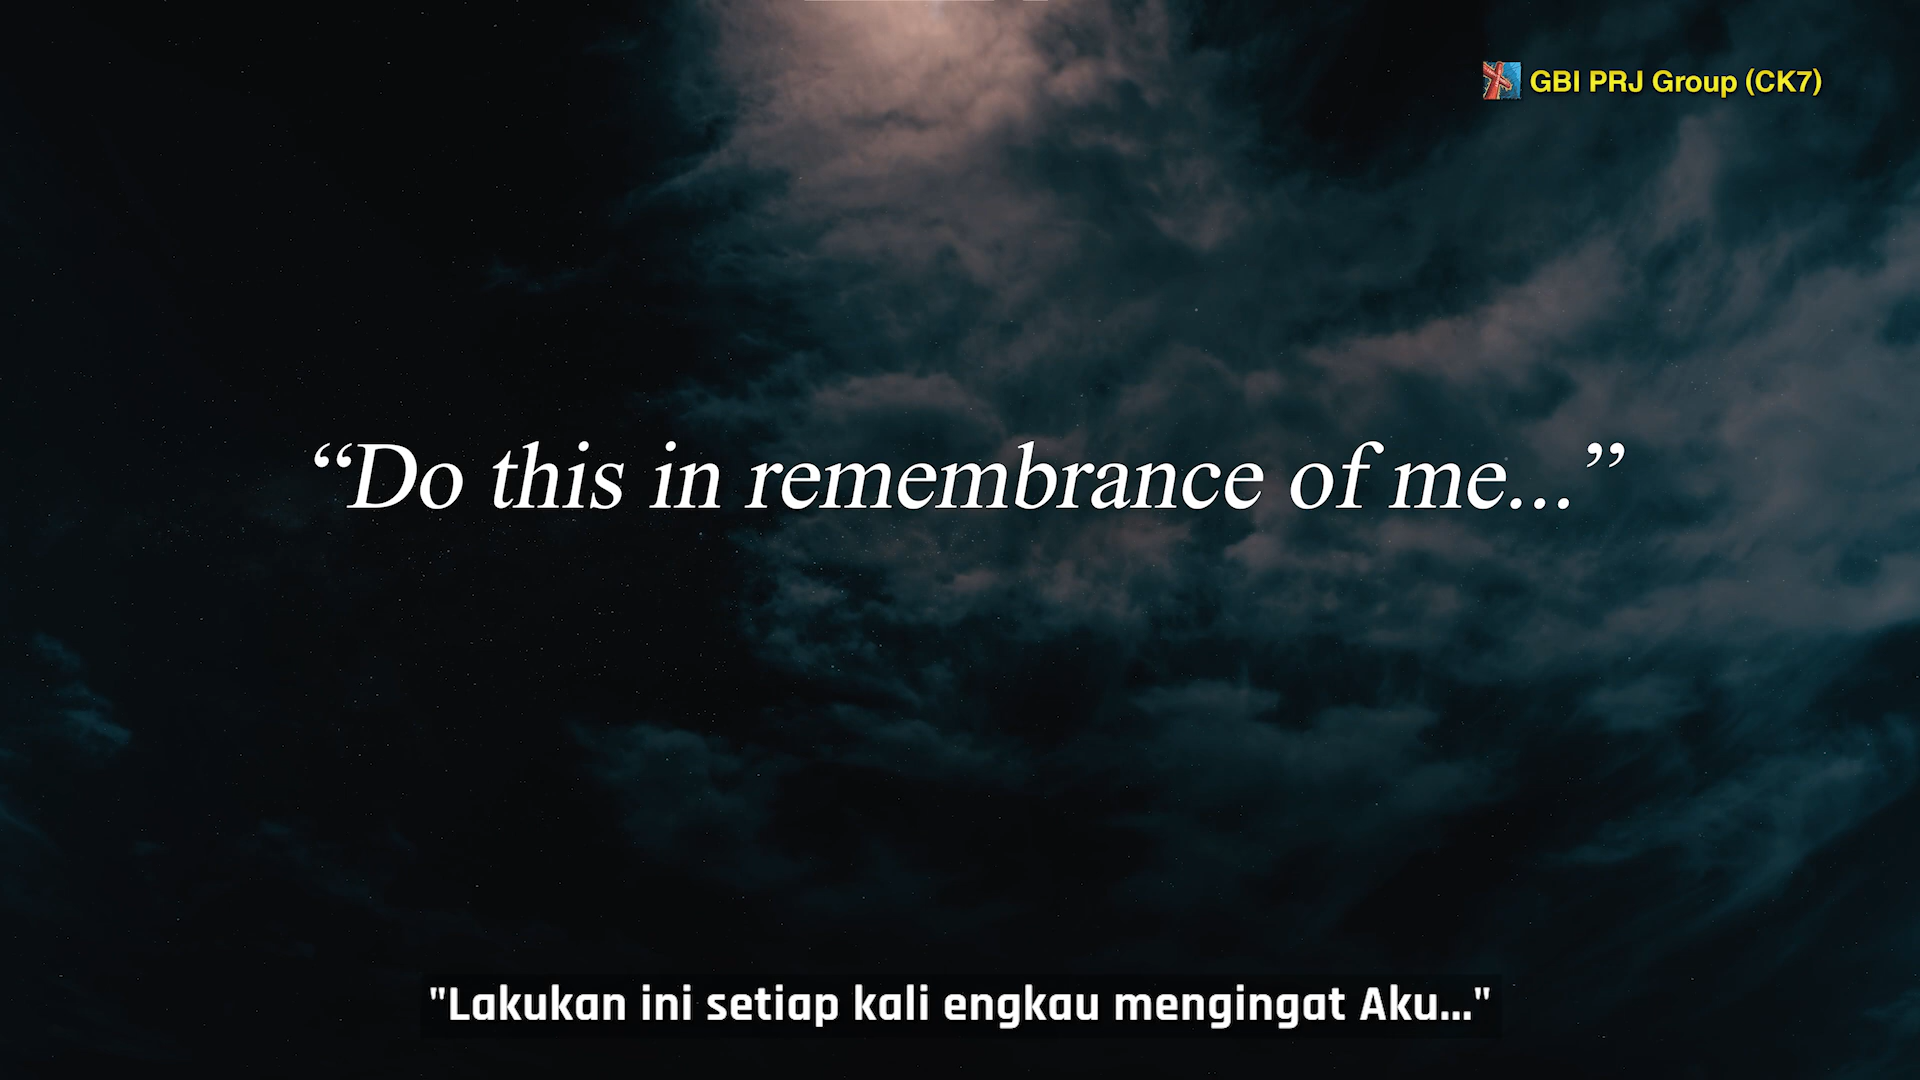 GBI PRJ Group (CK7)
“Do this in remembrance of me...”
"Lakukan ini setiap kali engkau mengingat Aku..."